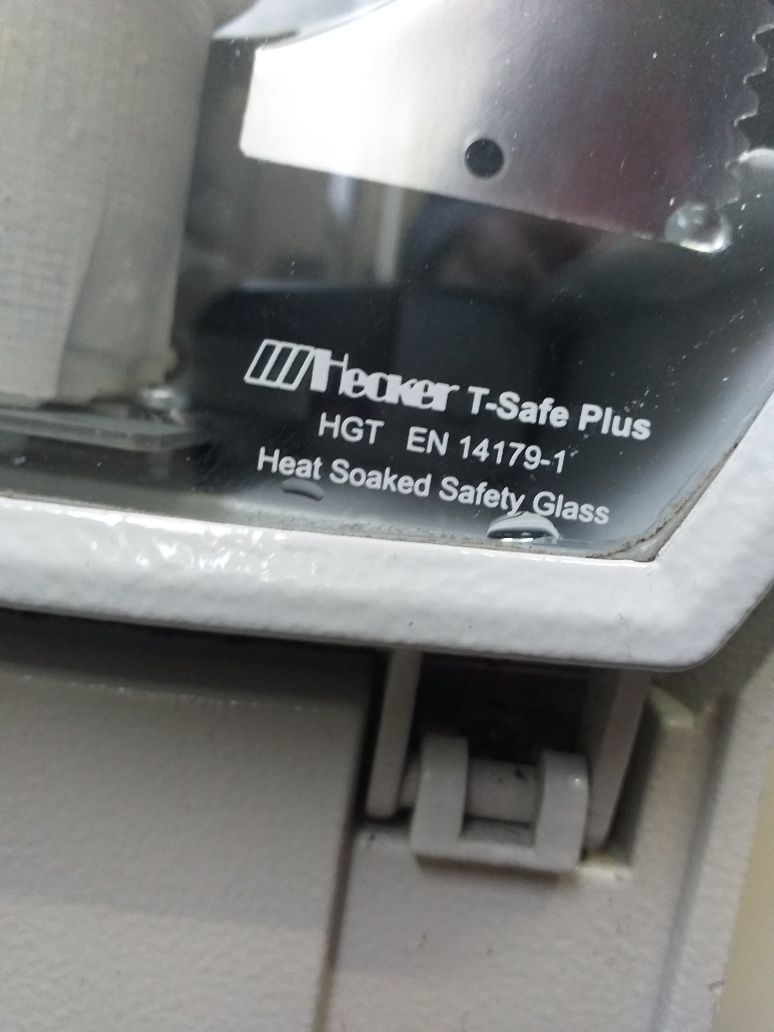 Hecker T-Safe Plus
HGT EN 14179-1
Heat Soaked Safety Glass